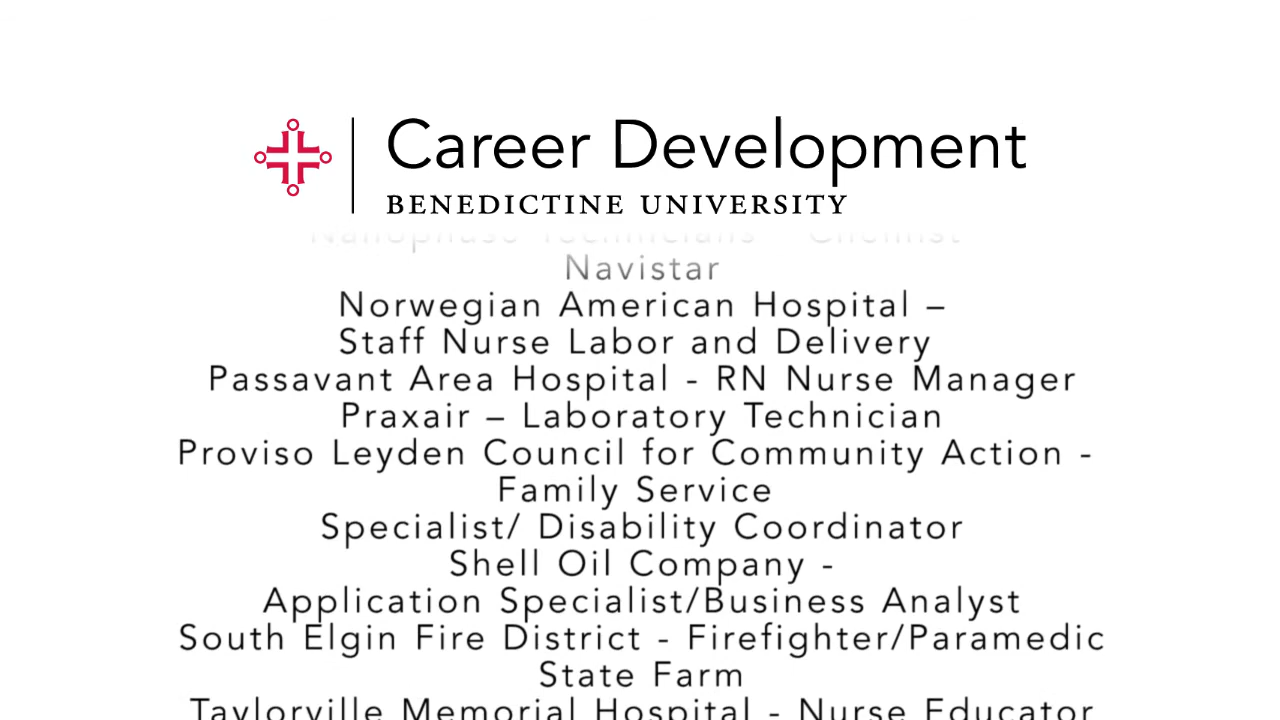 Career Development
BENEDICTINE UNIVERSITY
Technicians - Chemist
Navistar
Norwegian American Hospital –
Staff Nurse Labor and Delivery
Passavant Area Hospital - RN Nurse Manager
Praxair – Laboratory Technician
Proviso Leyden Council for Community Action -
Family Service
Specialist/ Disability Coordinator
Shell Oil Company -
Application Specialist/Business Analyst
South Elgin Fire District - Firefighter/Paramedic
State Farm
Taylorville Memorial Hospital - Nurse Educator